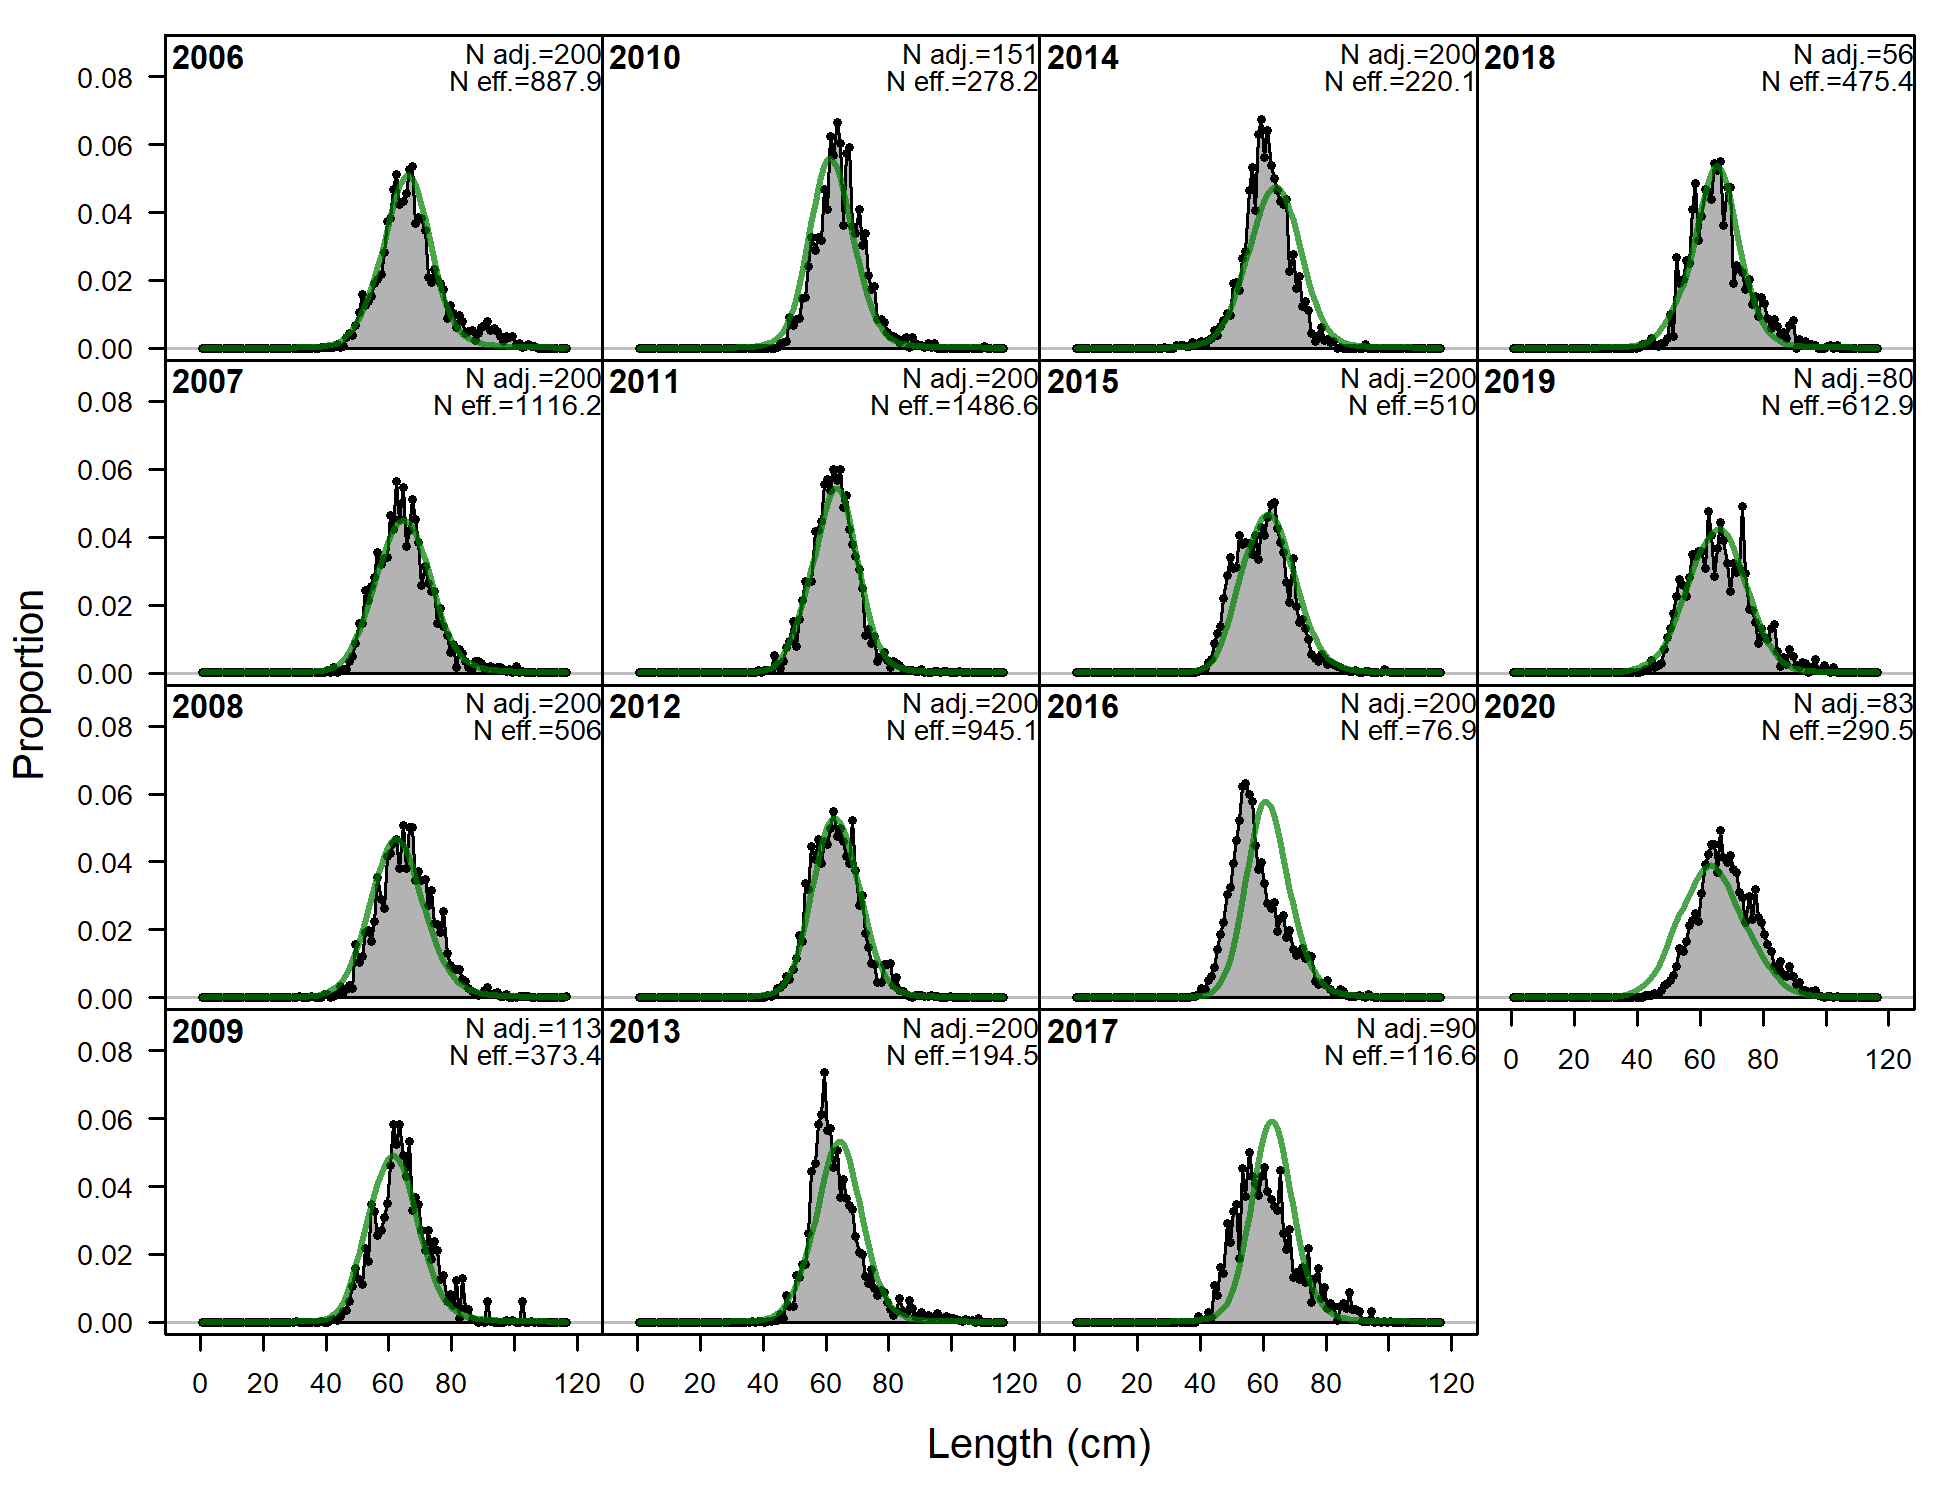 2006
N adj.=200
N eff.=887.9
2010
N adj.=151
N eff.=278.2
2014
N adj.=200
N eff.=220.1
2018
N adj.=56
N eff.=475.4
0.08
0.06
0.04
0.02
0.00
2007
N adj.=200
N eff.=1116.2
2011
N adj.=200
N eff.=1486.6
2015
N adj.=200
N eff.=510
2019
N adj.=80
N eff.=612.9
0.08
0.06
0.04
0.02
0.00
2008
N adj.=200
N eff.=506
2012
N adj.=200
N eff.=945.1
2016
N adj.=200
N eff.=76.9
2020
N adj.=83
N eff.=290.5
0.08
0.06
0.04
0.02
0.00
2009
N adj.=113
N eff.=373.4
2013
N adj.=200
N eff.=194.5
2017
N adj.=90
N eff.=116.6
0 20 40 60 80 120
0.08
0.06
0.04
0.02
0.00
0 20 40 60 80 120
0 20 40 60 80 120
0 20 40 60 80 120
Proportion
Length (cm)